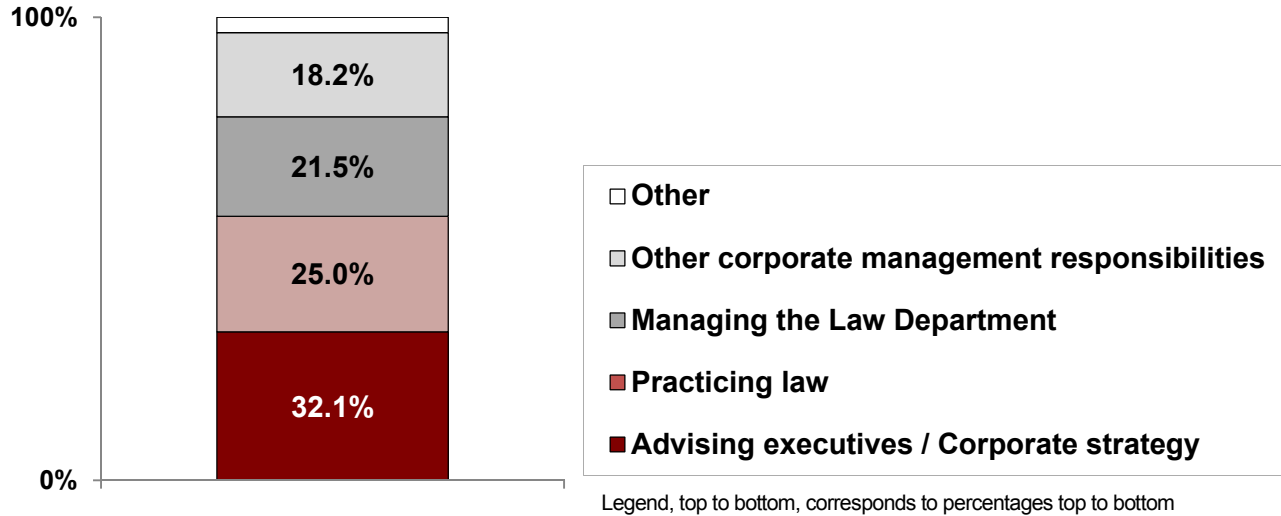 100%
18.2%
21.5%
25.0%
32.1%
0%
Other
Other corporate management responsibilities
Managing the Law Department
Practicing law
Advising executives / Corporate strategy
Legend, top to bottom, corresponds to percentages top to bottom